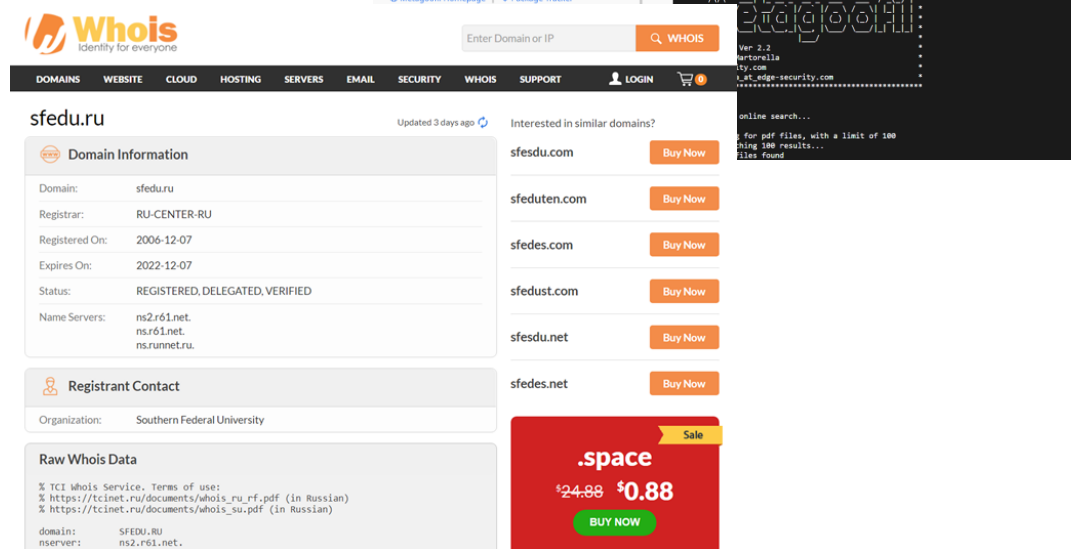 Whois
Identity for everyone
Enter Domain or IP
WHOIS
DOMAINS WEBSITE CLOUD HOSTING SERVERS EMAIL SECURITY WHOIS SUPPORT LOGIN 0
sfedu.ru
Updated 3 days ago
www
Domain Information
Domain: sfedu.ru
Registrar: RU-CENTER-RU
Registered On: 2006-12-07
Expires On: 2022-12-07
Status: REGISTERED, DELEGATED, VERIFIED
Name Servers: ns2.r61.net.
ns.r61.net.
ns.runnet.ru.
Registrant Contact
Organization: Southern Federal University
Raw Whois Data
% TCI Whois Service. Terms of use:
% https://tcinet.ru/documents/whois_ru_rf.pdf (in Russian)
% https://tcinet.ru/documents/whois_su.pdf (in Russian)
domain: SFEDU.RU
nserver: ns2.r61.net.
Interested in similar domains?
sfesdu.com Buy Now
sfeduten.com Buy Now
sfedes.com Buy Now
sfedust.com Buy Now
sfesdu.net Buy Now
sfedes.net Buy Now
Sale
.space
$24.88 $0.88
BUY NOW
Ver 2.2 *
artorella *
ty.com *
_at_edge-security.com *
******************************************
online search...
for pdf files, with a limit of 100
hing 100 results...
files found